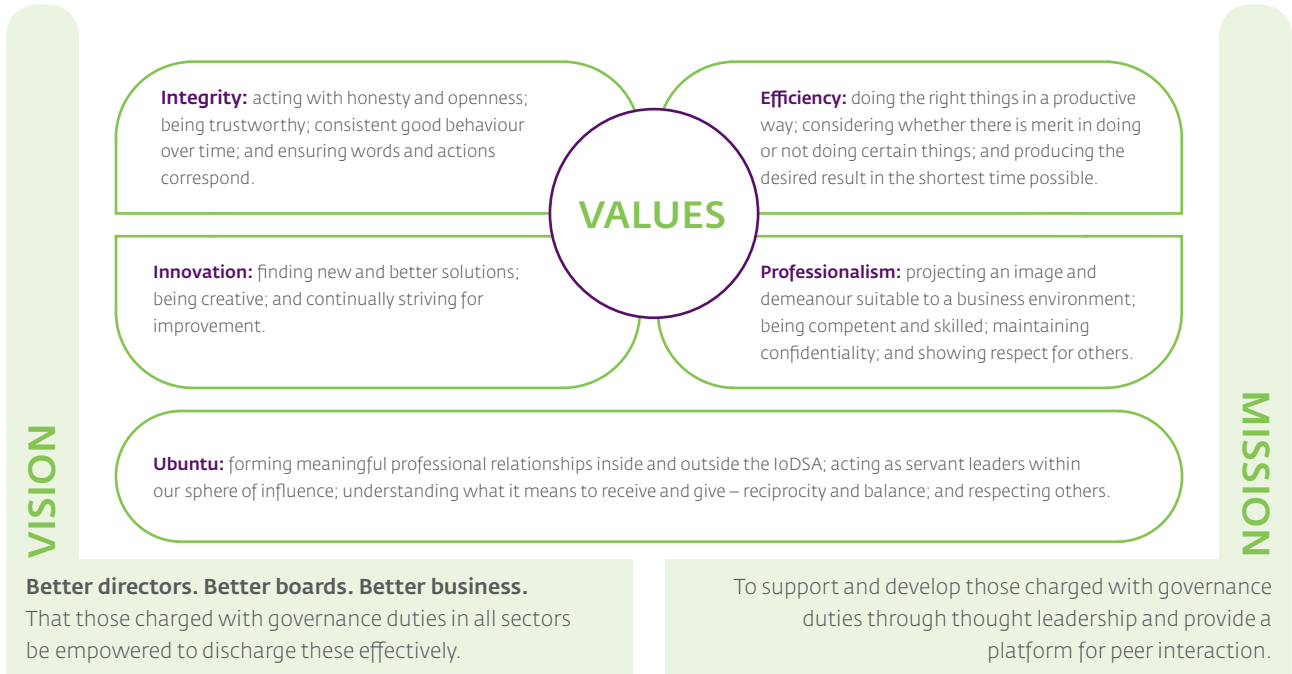 Integrity: acting with honesty and openness;
being trustworthy; consistent good behaviour
over time; and ensuring words and actions
correspond.
Efficiency: doing the right things in a productive
way; considering whether there is merit in doing
or not doing certain things; and producing the
desired result in the shortest time possible.
VALUES
Innovation: finding new and better solutions;
being creative; and continually striving for
improvement.
Professionalism: projecting an image and
demeanour suitable to a business environment;
being competent and skilled; maintaining
confidentiality; and showing respect for others.
Ubuntu: forming meaningful professional relationships inside and outside the IoDSA; acting as servant leaders within
our sphere of influence; understanding what it means to receive and give – reciprocity and balance; and respecting others.
VISION
Better directors. Better boards. Better business.
That those charged with governance duties in all sectors
be empowered to discharge these effectively.
MISSION
To support and develop those charged with governance
duties through thought leadership and provide a
platform for peer interaction.